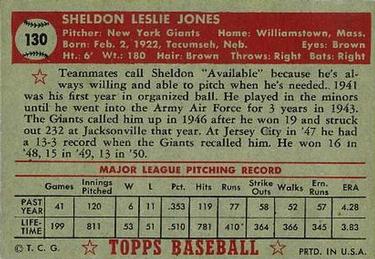 SHELDON LESLIE JONES
130
Pitcher: New York Giants Home: Williamstown, Mass.
Born: Feb. 2, 1922, Tecumseh, Neb. Eyes: Brown
Ht.: 6' Wt.: 180 Hair: Brown Throws: Right Bats: Right
Teammates call Sheldon "Available" because he's al-
ways willing and able to pitch when he's needed. 1941
was his first year in organized ball. He played in the minors
until he went into the Army Air Force for 3 years in 1943.
The Giants called him up in 1946 after he won 19 and struck
out 232 at Jacksonville that year. At Jersey City in '47 he had
a 13-3 record when the Giants recalled him. He won 16 in
'48, 15 in '49, 13 in '50.
MAJOR LEAGUE PITCHING RECORD
Games Innings Pitched W L Pct. Hits Runs Strike Outs Walks Ern. Runs ERA
PAST YEAR 41 120 6 11 .353 119 77 58 52 57 4.28
LIFE-TIME 199 811 53 51 .510 781 407 381 357 345 3.83
© T. C. G. TOPPS BASEBALL PRTD. IN U.S.A.